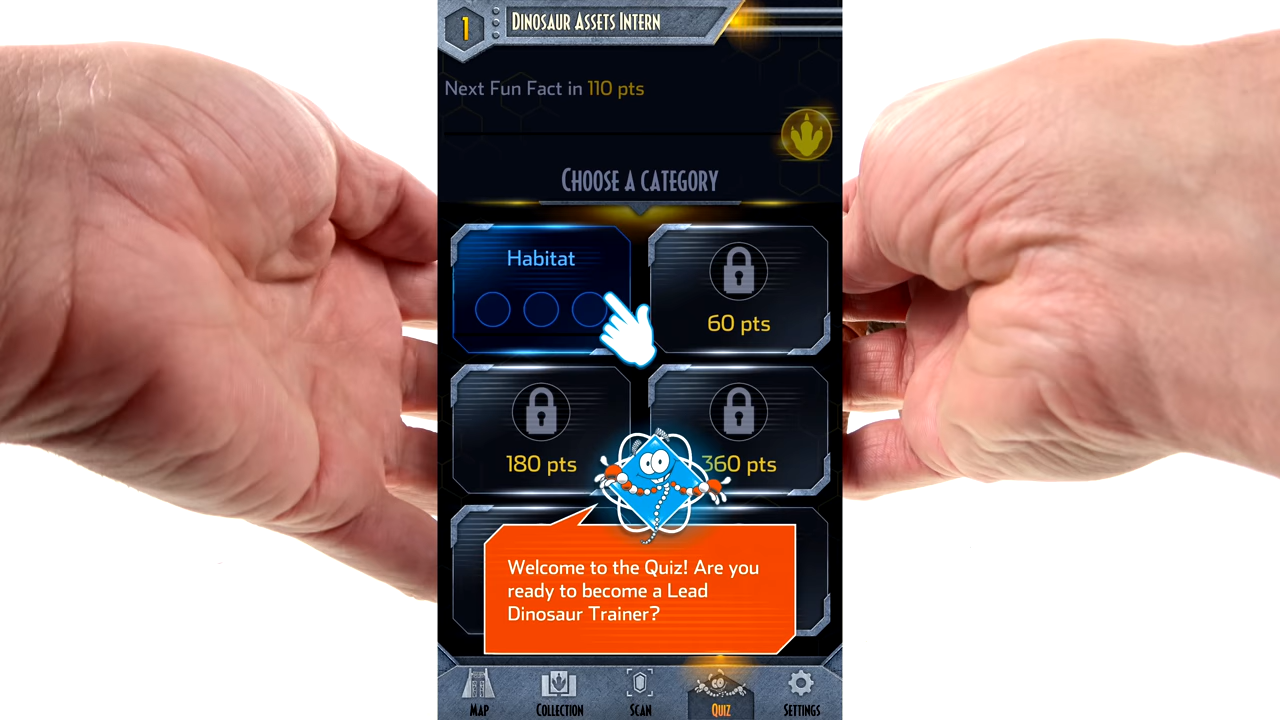 1
DINOSAUR ASSETS INTERN
Next Fun Fact in 110 pts
CHOOSE A CATEGORY
Habitat
60 pts
180 pts
360 pts
Welcome to the Quiz! Are you
ready to become a Lead
Dinosaur Trainer?
MAP
COLLECTION
SCAN
QUIZ
SETTINGS